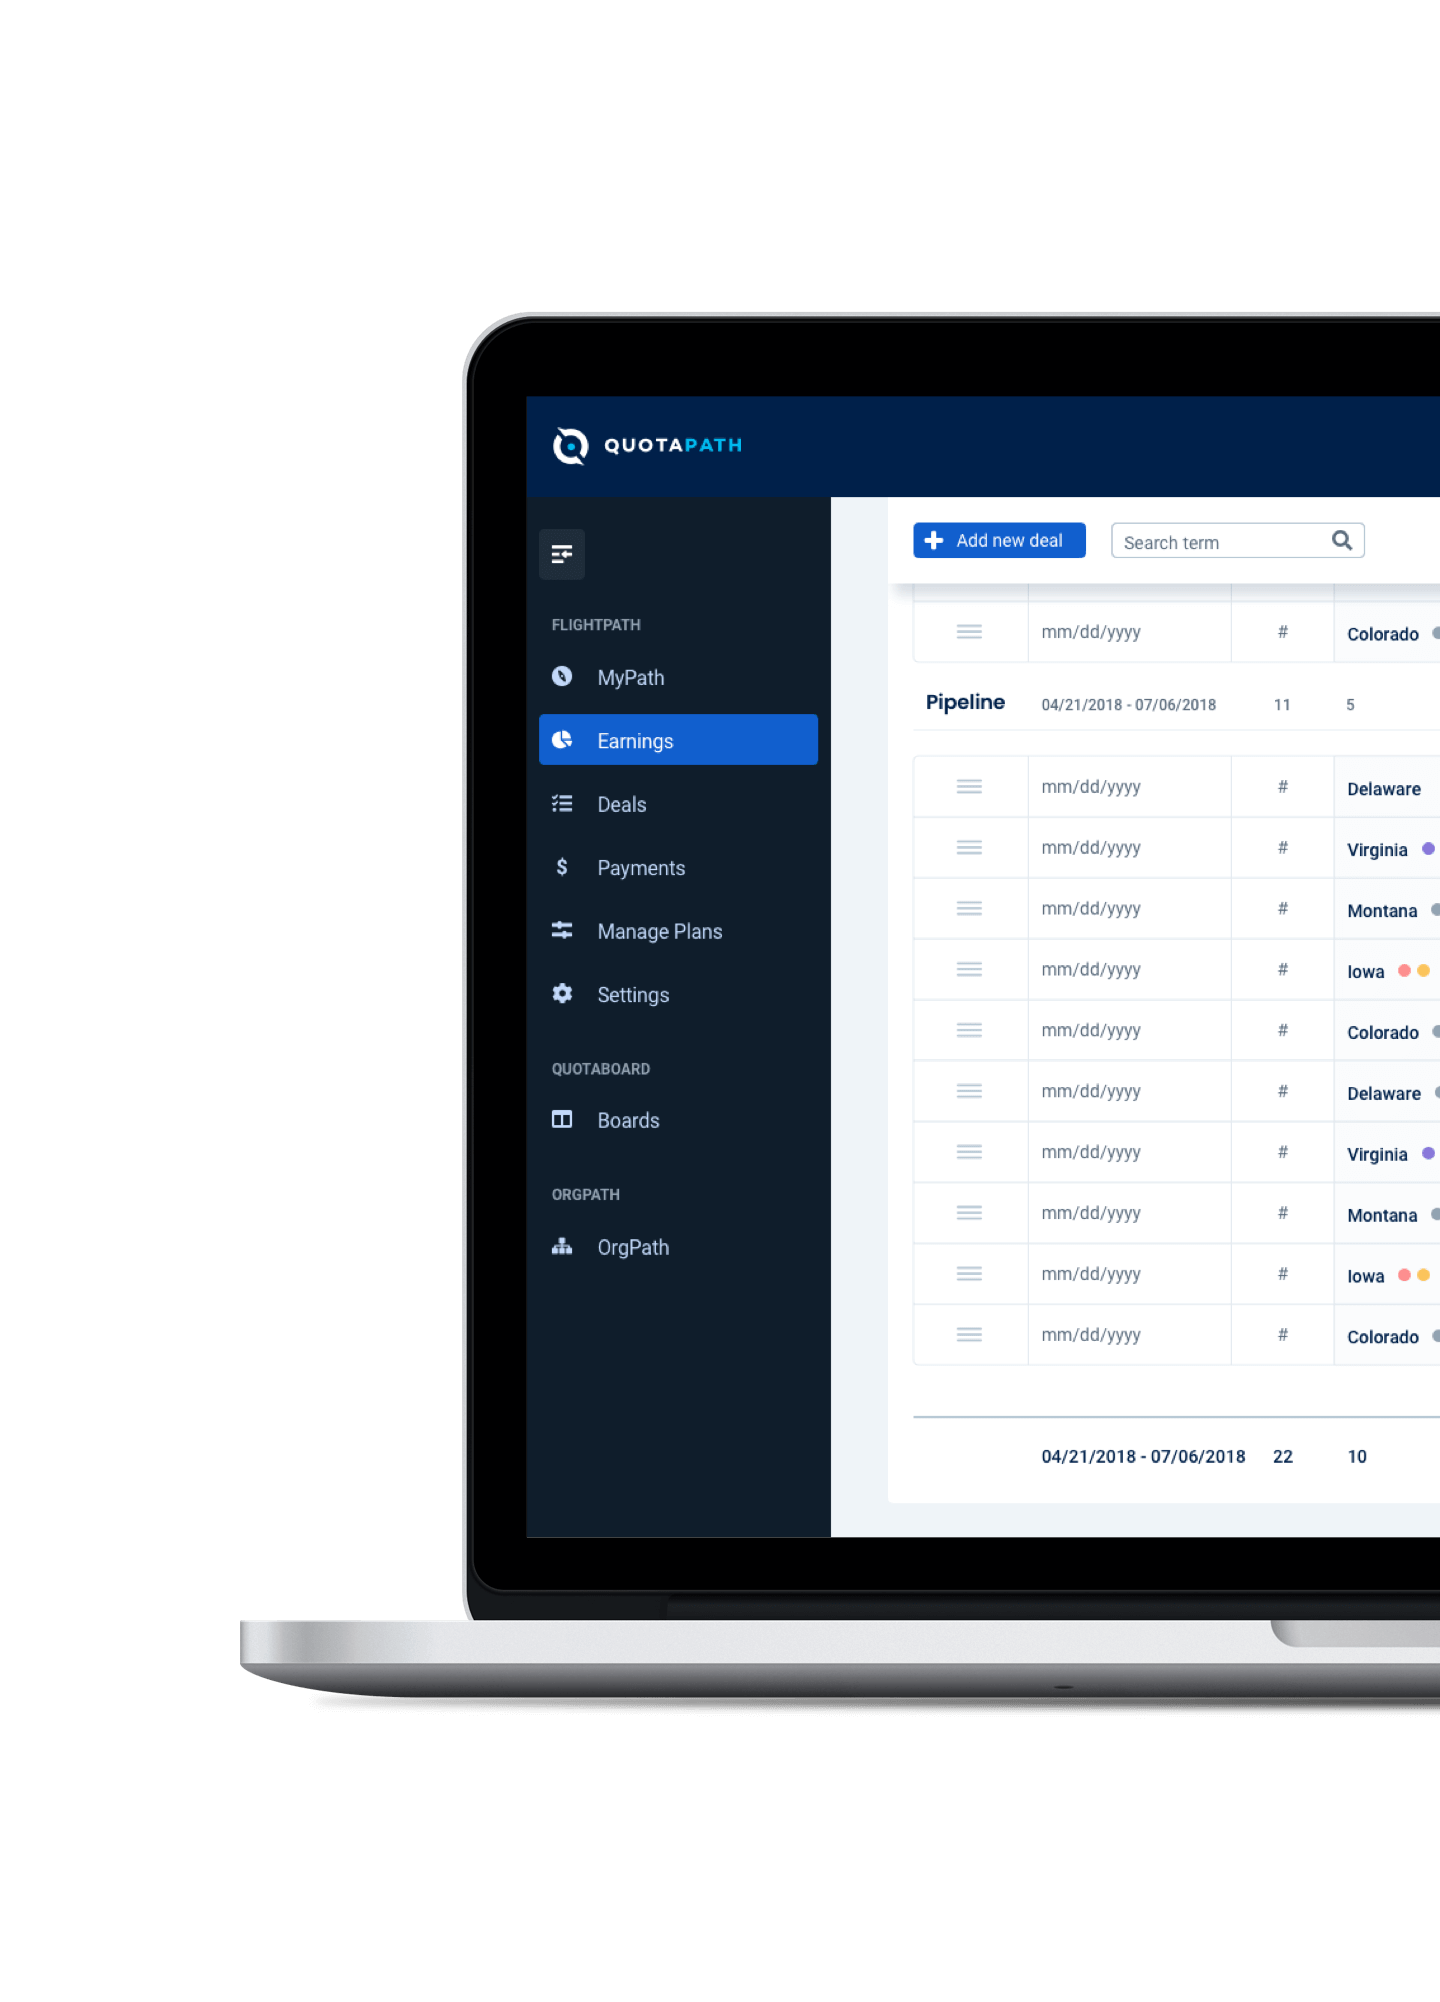 QUOTAPATH
Add new deal
Search term
FLIGHTPATH
MyPath
Earnings
Deals
Payments
Manage Plans
Settings
QUOTABOARD
Boards
ORGPATH
OrgPath
mm/dd/yyyy # Colorado
Pipeline 04/21/2018 - 07/06/2018 11 5
mm/dd/yyyy # Delaware
mm/dd/yyyy # Virginia
mm/dd/yyyy # Montana
mm/dd/yyyy # Iowa
mm/dd/yyyy # Colorado
mm/dd/yyyy # Delaware
mm/dd/yyyy # Virginia
mm/dd/yyyy # Montana
mm/dd/yyyy # Iowa
mm/dd/yyyy # Colorado
04/21/2018 - 07/06/2018 22 10